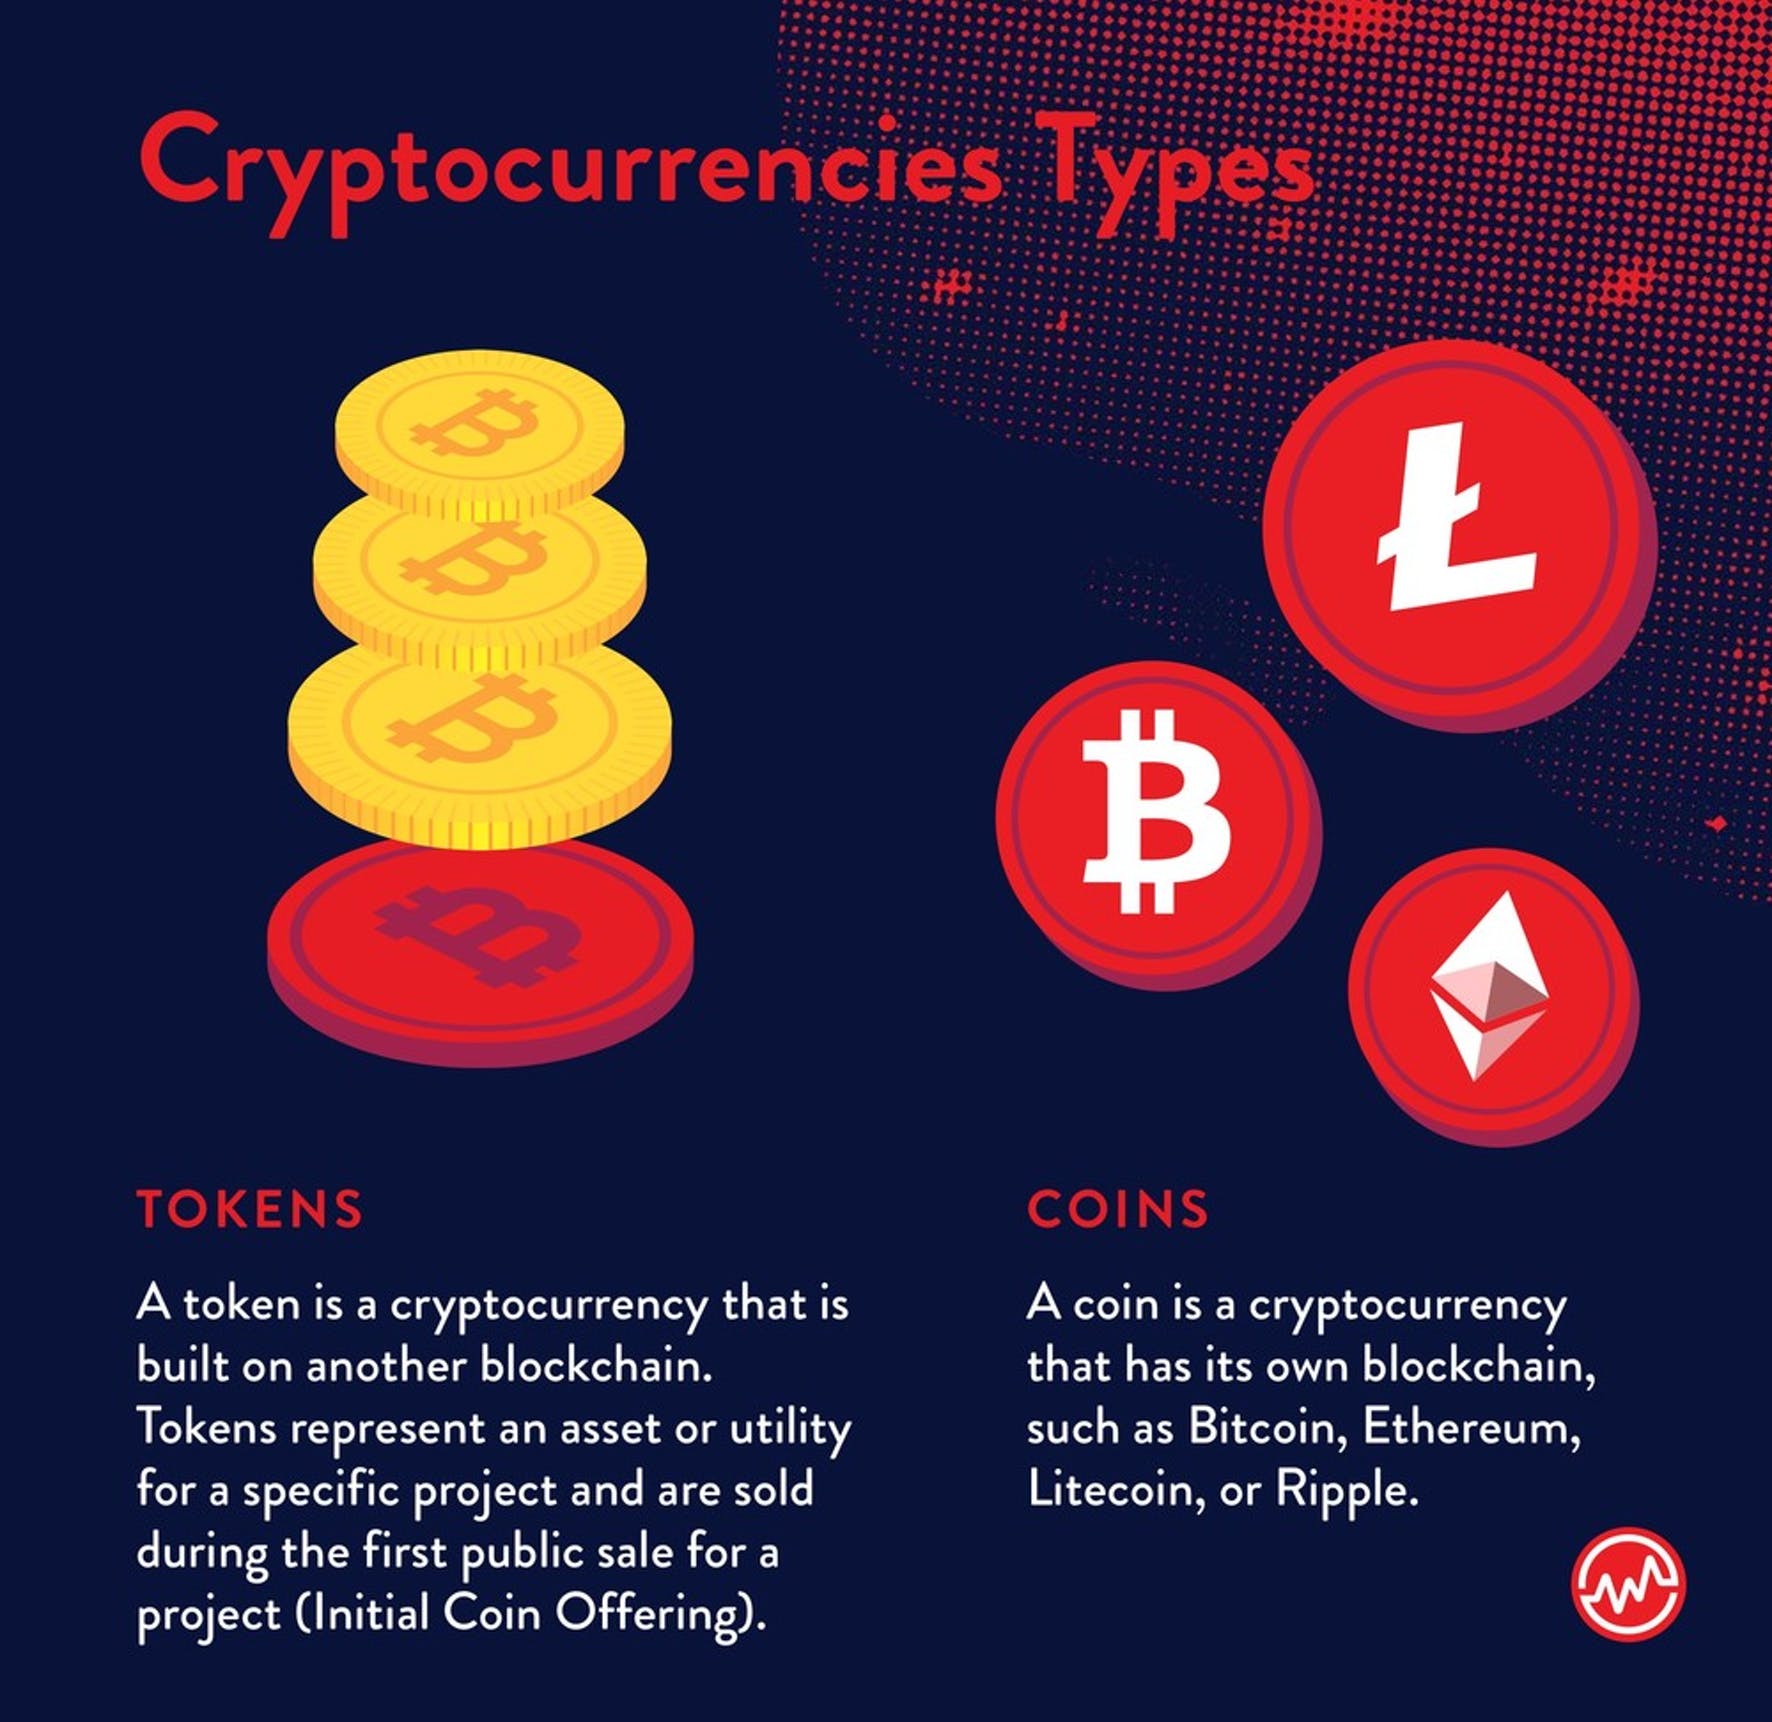 Cryptocurrencies Types
TOKENS
A token is a cryptocurrency that is
built on another blockchain.
Tokens represent an asset or utility
for a specific project and are sold
during the first public sale for a
project (Initial Coin Offering).
COINS
A coin is a cryptocurrency
that has its own blockchain,
such as Bitcoin, Ethereum,
Litecoin, or Ripple.